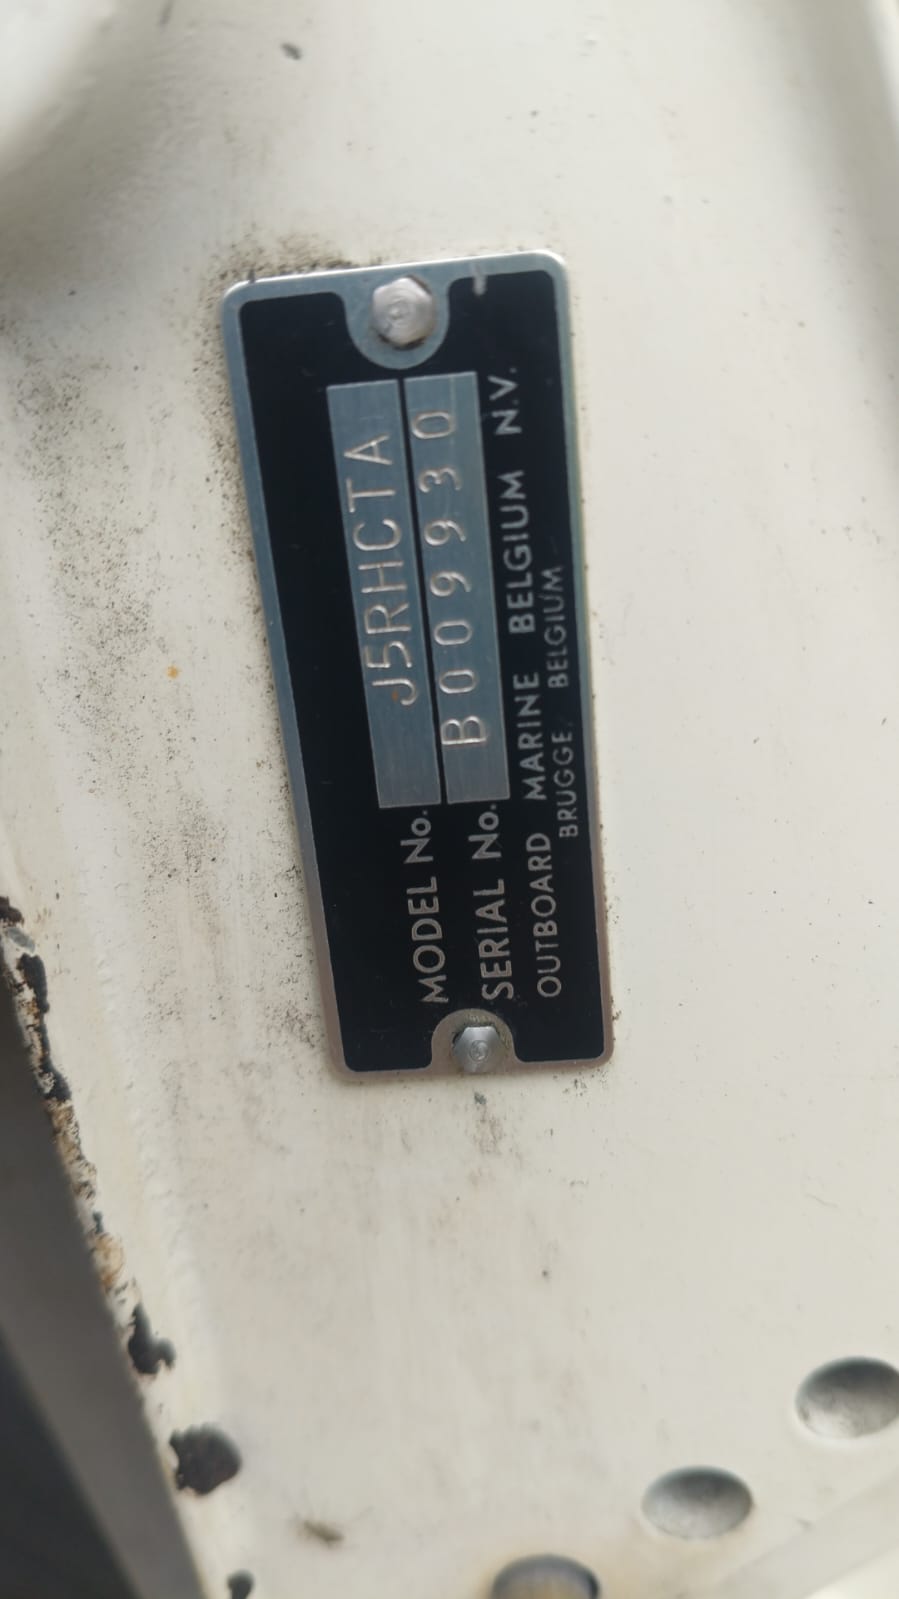 MODEL No. J5RHCTA
SERIAL No. B009930
OUTBOARD MARINE BELGIUM N.V.
BRUGGE BELGIUM